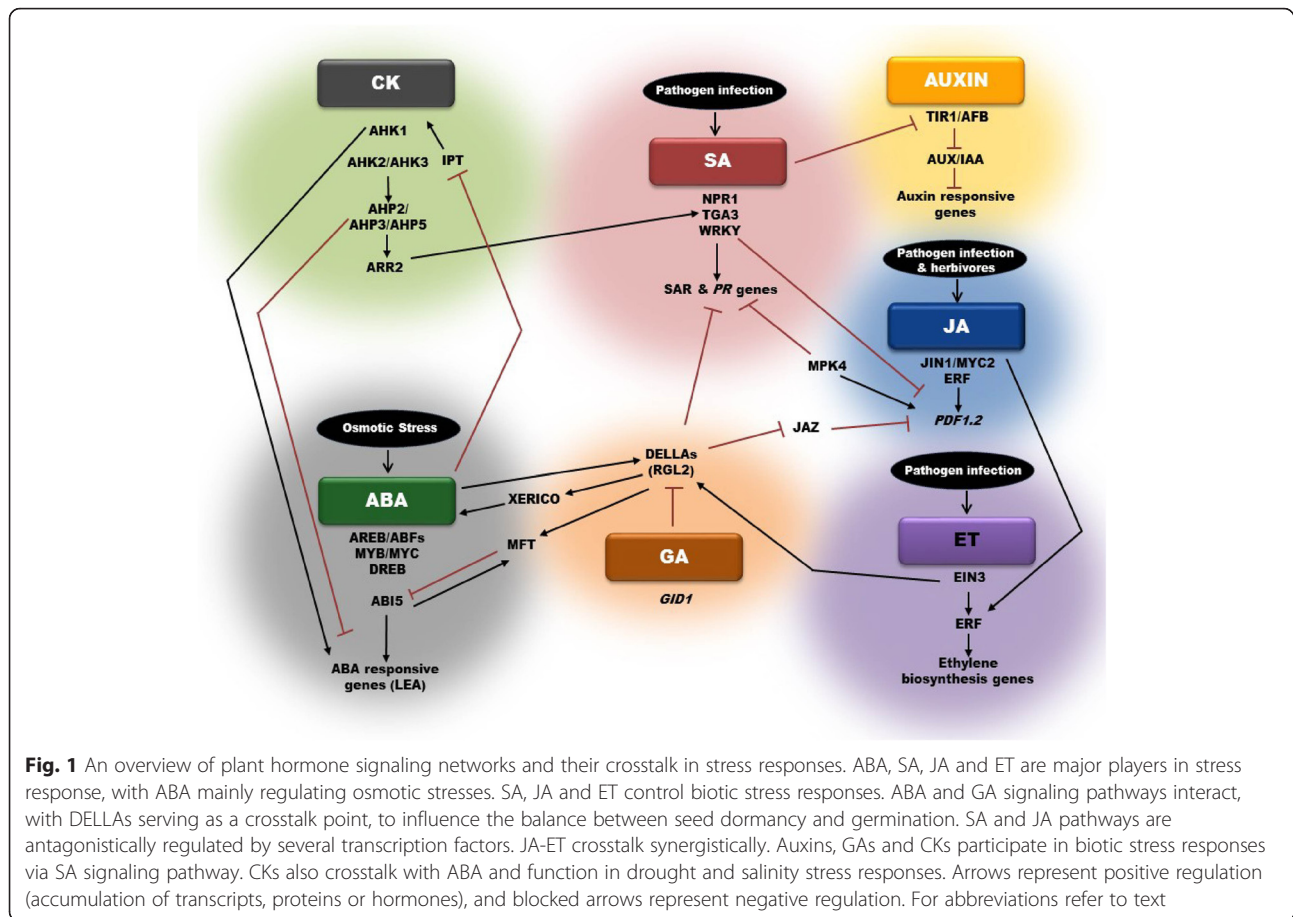 CK
AHK1
AHK2/AHK3
IPT
AHP2/
AHP3/AHP5
ARR2
Pathogen infection
SA
NPR1
TGA3
WRKY
SAR & PR genes
AUXIN
TIR1/AFB
AUX/IAA
Auxin responsive
genes
Pathogen infection
& herbivores
JA
JIN1/MYC2
ERF
PDF1.2
MPK4
JAZ
Osmotic Stress
ABA
AREB/ABFs
MYB/MYC
DREB
ABI5
ABA responsive
genes (LEA)
XERICO
MFT
DELLAs
(RGL2)
GA
GID1
Pathogen infection
ET
EIN3
ERF
Ethylene
biosynthesis genes
Fig. 1 An overview of plant hormone signaling networks and their crosstalk in stress responses. ABA, SA, JA and ET are major players in stress
response, with ABA mainly regulating osmotic stresses. SA, JA and ET control biotic stress responses. ABA and GA signaling pathways interact,
with DELLAs serving as a crosstalk point, to influence the balance between seed dormancy and germination. SA and JA pathways are
antagonistically regulated by several transcription factors. JA-ET crosstalk synergistically. Auxins, GAs and CKs participate in biotic stress responses
via SA signaling pathway. CKs also crosstalk with ABA and function in drought and salinity stress responses. Arrows represent positive regulation
(accumulation of transcripts, proteins or hormones), and blocked arrows represent negative regulation. For abbreviations refer to text